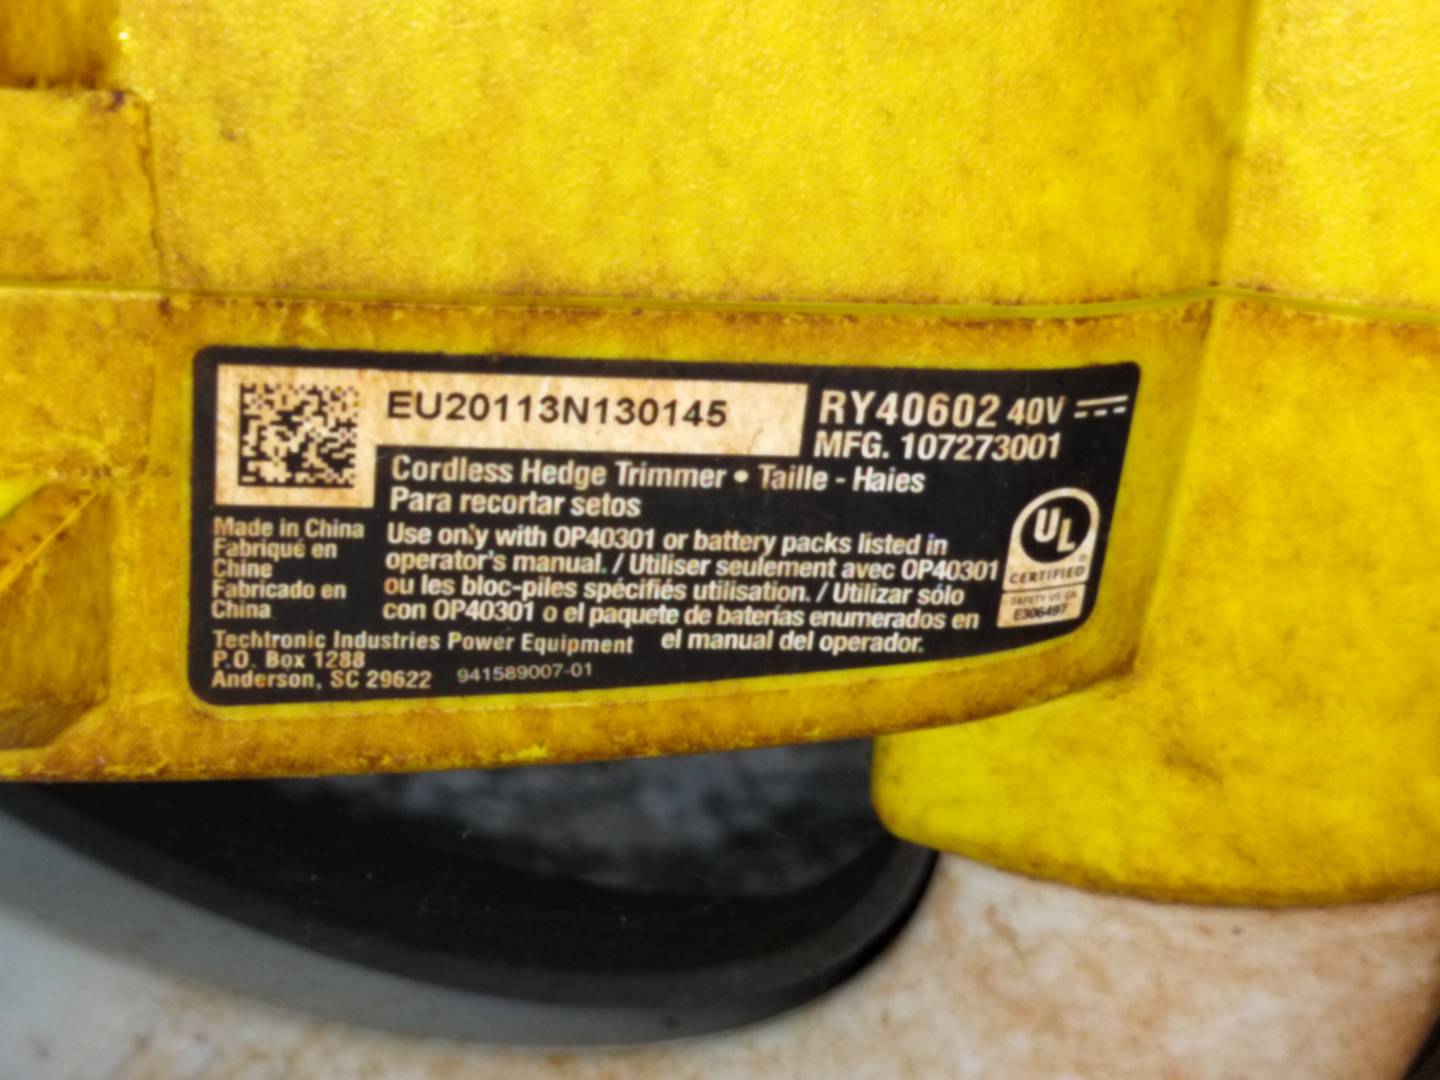 EU20113N130145
RY40602 40V
MFG. 107273001
Cordless Hedge Trimmer • Taille - Haies
Para recortar setos
Made in China
Fabriqué en
Chine
Fabricado en
China
Use only with OP40301 or battery packs listed in
operator's manual. / Utiliser seulement avec OP40301
ou les bloc-piles spécifiés utilisation. / Utilizar sólo
con OP40301 o el paquete de baterías enumerados en
el manual del operador.
UL
®
CERTIFIED
SAFETY US CA
E306497
Techtronic Industries Power Equipment
P.O. Box 1288
Anderson, SC 29622
941589007-01